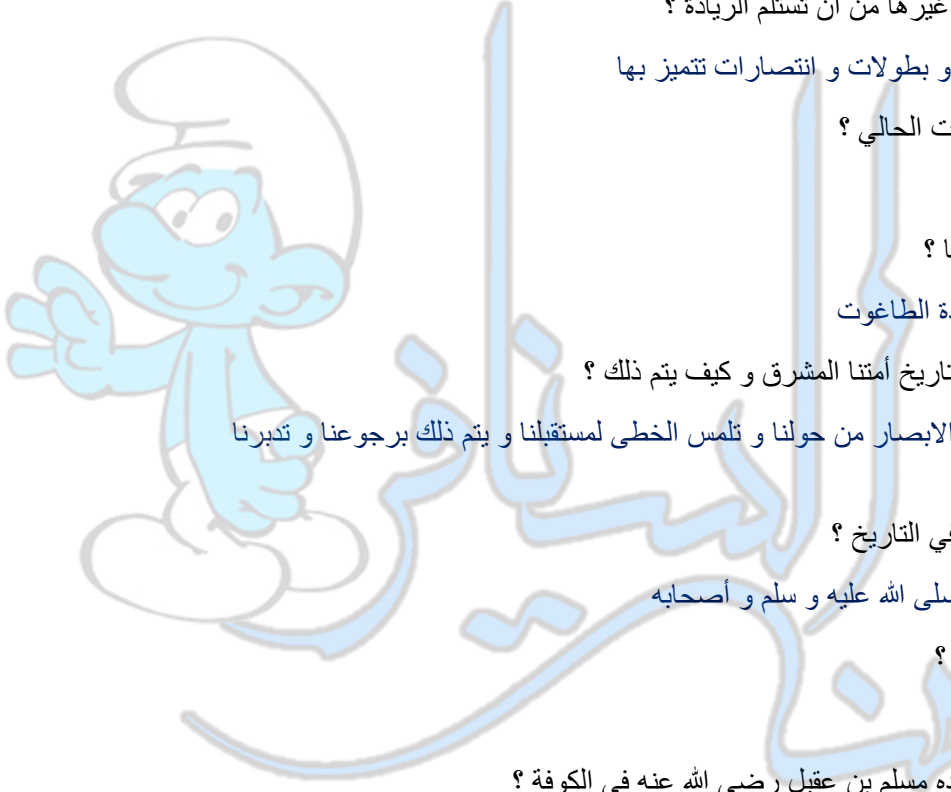 غيرها من أن تستلم الريادة ؟
و بطولات و انتصارات تتميز بها
الحالي ؟
؟
الطاغوت
أمتنا المشرق و كيف يتم ذلك ؟
الابصار من حولنا و تلمس الخطى لمستقبلنا و يتم ذلك برجوعنا و تدبرنا
في التاريخ ؟
صلى الله عليه و سلم و أصحابه
؟
مسلم بن عقيل رضي الله عنه في الكوفة ؟
السنافر